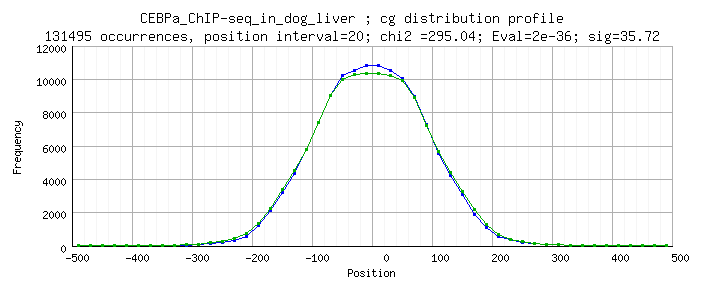 CEBPa_ChIP-seq_in_dog_liver ; cg distribution profile
131495 occurrences, position interval=20; chi2 =295.04; Eval=2e-36; sig=35.72
12000
10000
8000
6000
4000
2000
0
Frequency
-500 -400 -300 -200 -100 0 100 200 300 400 500
Position